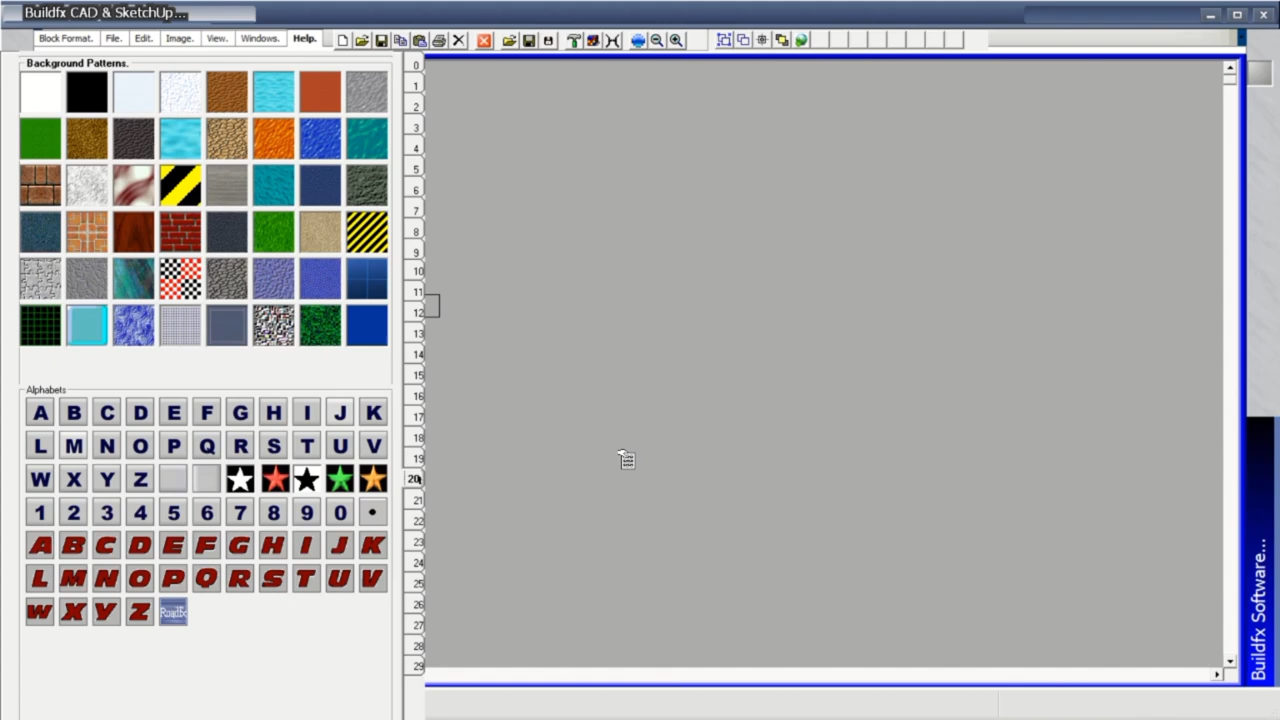 Buildfx CAD & SketchUp...
Block Format. File. Edit. Image. View. Windows. Help.
Background Patterns.
0
1
2
3
4
5
6
7
8
9
10
11
12
13
14
15
16
17
18
19
20
21
22
23
24
25
26
27
28
29
Alphabets
A B C D E F G H I J K
L M N O P Q R S T U V
W X Y Z
1 2 3 4 5 6 7 8 9 0 •
A B C D E F G H I J K
L M N O P Q R S T U V
W X Y Z
Buildfx Software...